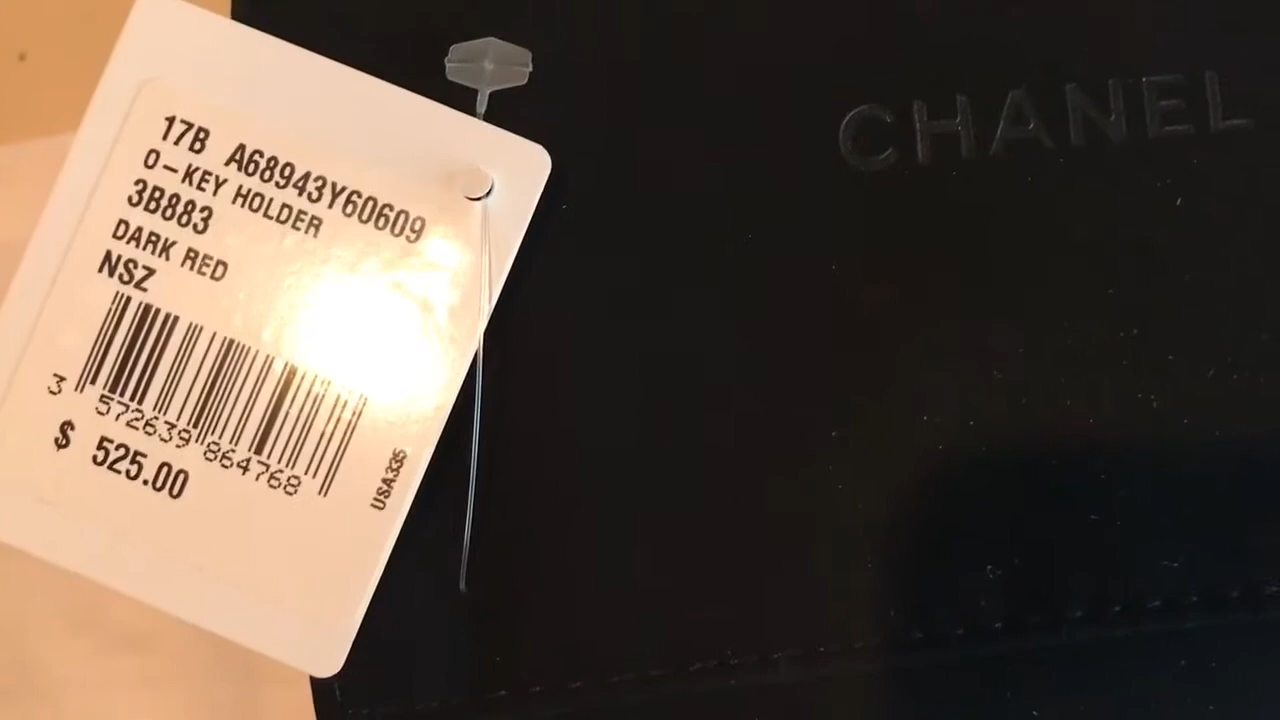 17B A68943Y60609
O-KEY HOLDER
3B883
DARK RED
NSZ
3 572639 864768
$ 525.00
USA335
CHANEL